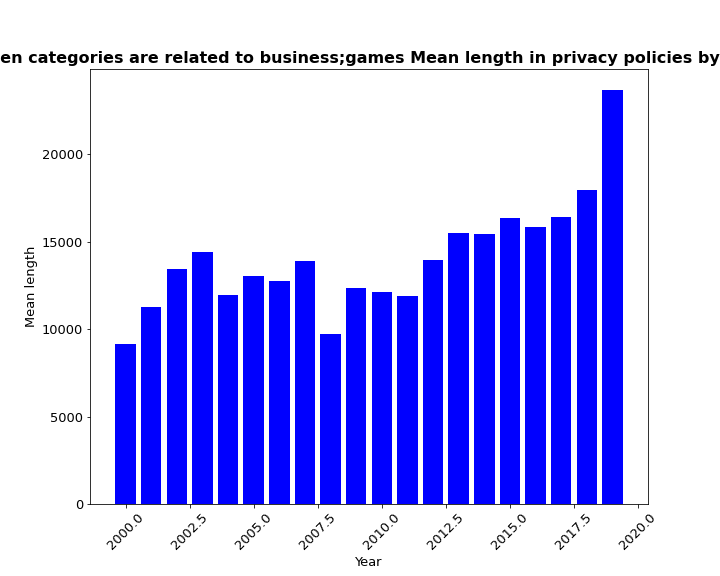 en categories are related to business;games Mean length in privacy policies by
20000
15000
10000
5000
0
Mean length
2000.0 2002.5 2005.0 2007.5 2010.0 2012.5 2015.0 2017.5 2020.0
Year